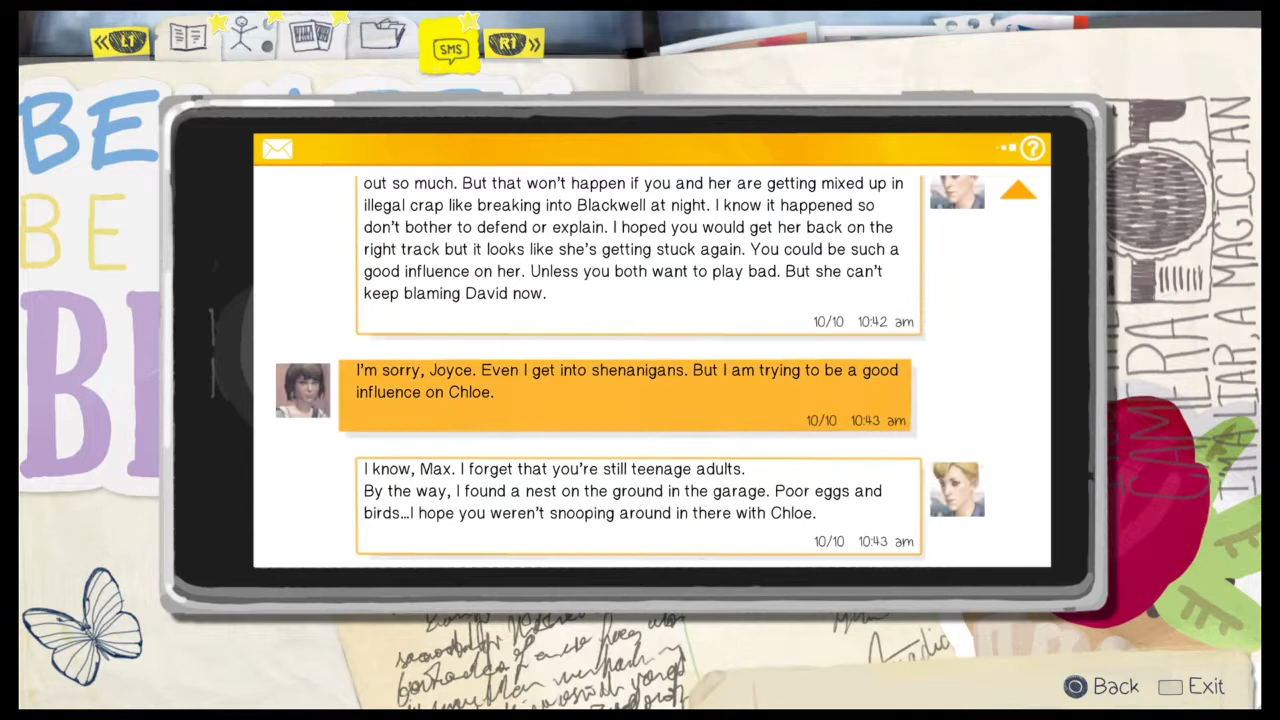 L1
SMS
R1
BE
BE
out so much. But that won't happen if you and her are getting mixed up in
illegal crap like breaking into Blackwell at night. I know it happened so
don't bother to defend or explain. I hoped you would get her back on the
right track but it looks like she's getting stuck again. You could be such a
good influence on her. Unless you both want to play bad. But she can't
keep blaming David now.
10/10 10:42 am
I'm sorry, Joyce. Even I get into shenanigans. But I am trying to be a good
influence on Chloe.
10/10 10:43 am
I know, Max. I forget that you're still teenage adults.
By the way, I found a nest on the ground in the garage. Poor eggs and
birds...I hope you weren't snooping around in there with Chloe.
10/10 10:43 am
CAMERA
LIAR, A MAGICIAN
Back Exit